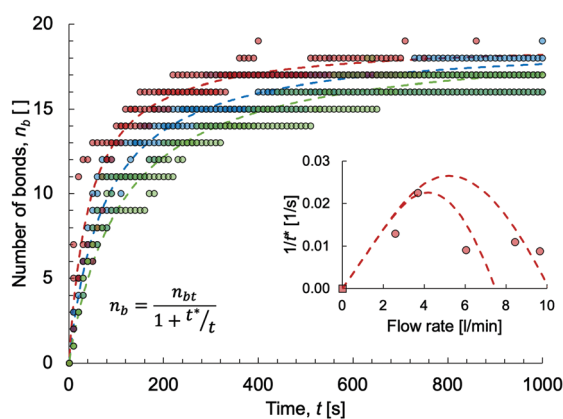 20
15
10
5
0
Number of bonds, n_b [ ]
n_b = n_bt / (1 + t*/t)
0.03
0.02
0.01
0.00
1/t* [1/s]
0 2 4 6 8 10
Flow rate [l/min]
0 200 400 600 800 1000
Time, t [s]